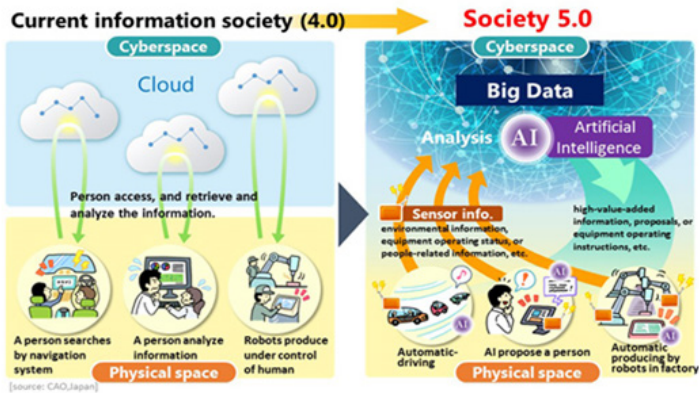 Current information society (4.0)
Society 5.0
Cyberspace
Cloud
Person access, and retrieve and
analyze the information.
A person searches
by navigation
system
A person analyze
information
Robots produce
under control
of human
Physical space
[source: CAO,Japan]
Cyberspace
Big Data
Analysis
AI
Artificial
Intelligence
Sensor info.
environmental information,
equipment operating status, or
people-related information, etc.
high-value-added
information, proposals, or
equipment operating
instructions, etc.
AI
AI
AI
Automatic-
driving
AI propose a person
Automatic
producing by
robots in factory
Physical space